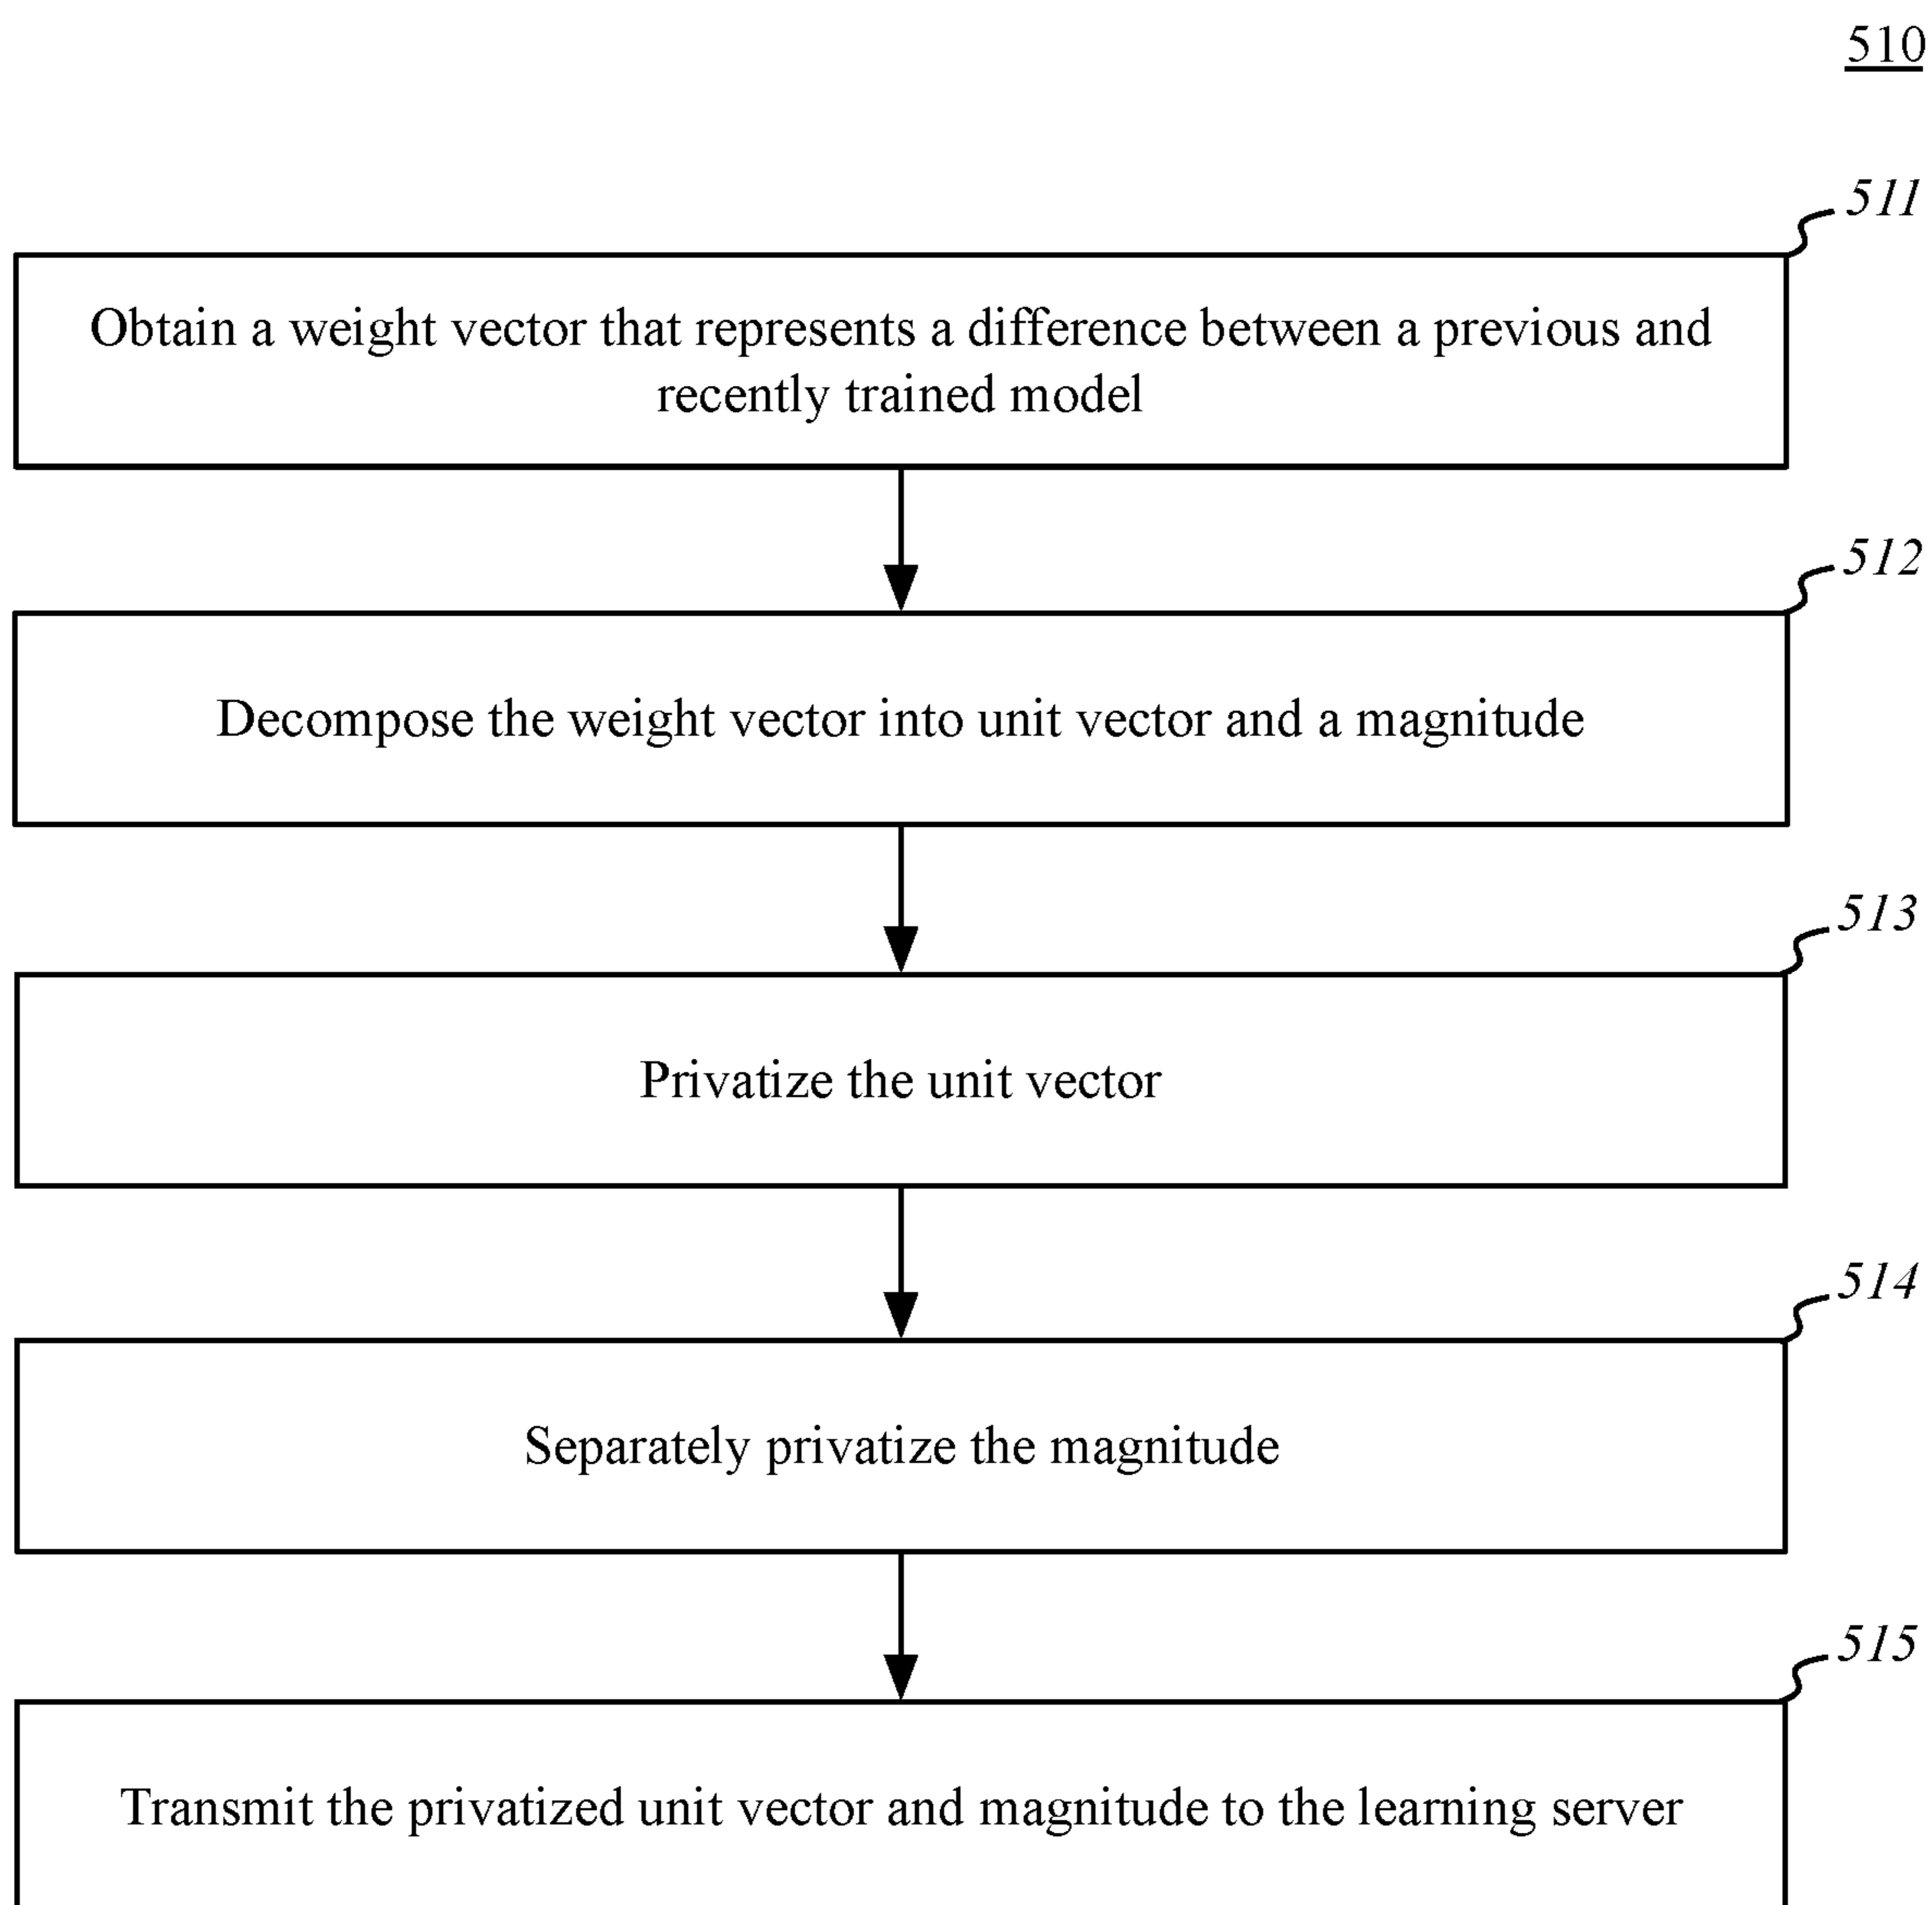 510
511
Obtain a weight vector that represents a difference between a previous and
recently trained model
512
Decompose the weight vector into unit vector and a magnitude
513
Privatize the unit vector
514
Separately privatize the magnitude
515
Transmit the privatized unit vector and magnitude to the learning server